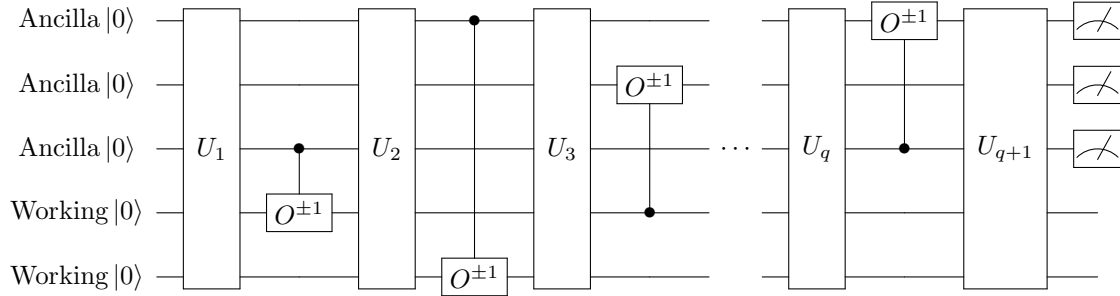 Ancilla |0⟩ O^{±1}
Ancilla |0⟩ O^{±1}
Ancilla |0⟩ U_1 U_2 U_3 ⋯ U_q U_{q+1}
Working |0⟩ O^{±1}
Working |0⟩ O^{±1}